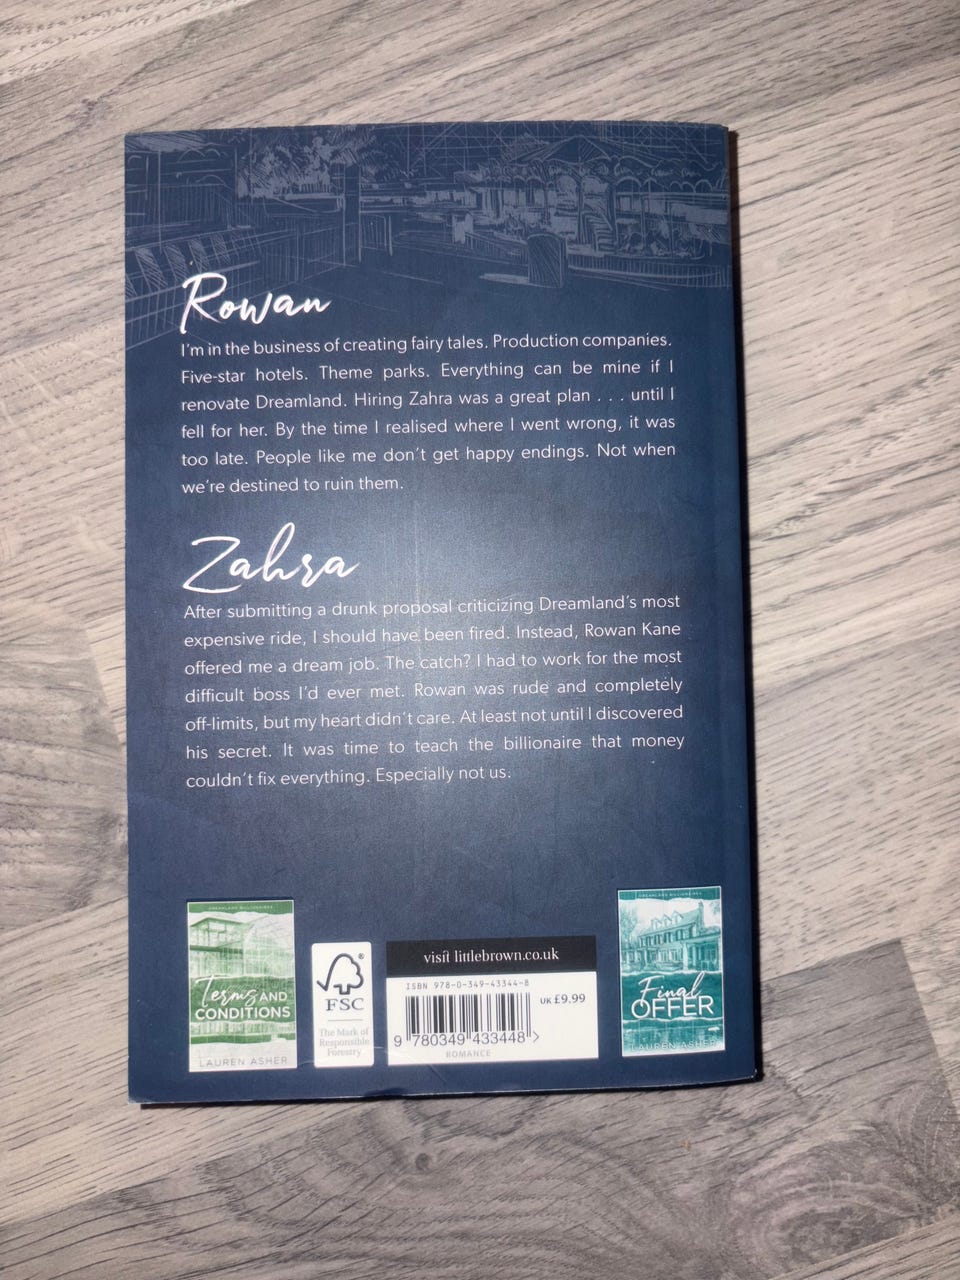 Rowan
I'm in the business of creating fairy tales. Production companies.
Five-star hotels. Theme parks. Everything can be mine if I
renovate Dreamland. Hiring Zahra was a great plan . . . until I
fell for her. By the time I realised where I went wrong, it was
too late. People like me don't get happy endings. Not when
we're destined to ruin them.
Zahra
After submitting a drunk proposal criticizing Dreamland's most
expensive ride, I should have been fired. Instead, Rowan Kane
offered me a dream job. The catch? I had to work for the most
difficult boss I'd ever met. Rowan was rude and completely
off-limits, but my heart didn't care. At least not until I discovered
his secret. It was time to teach the billionaire that money
couldn't fix everything. Especially not us.
DREAMLAND BILLIONAIRES
Terms AND
CONDITIONS
LAUREN ASHER
FSC
The Mark of
Responsible
Forestry
visit littlebrown.co.uk
ISBN 978-0-349-43344-8
UK £9.99
9 780349 433448 >
ROMANCE
DREAMLAND BILLIONAIRES
Final
OFFER
LAUREN ASHER